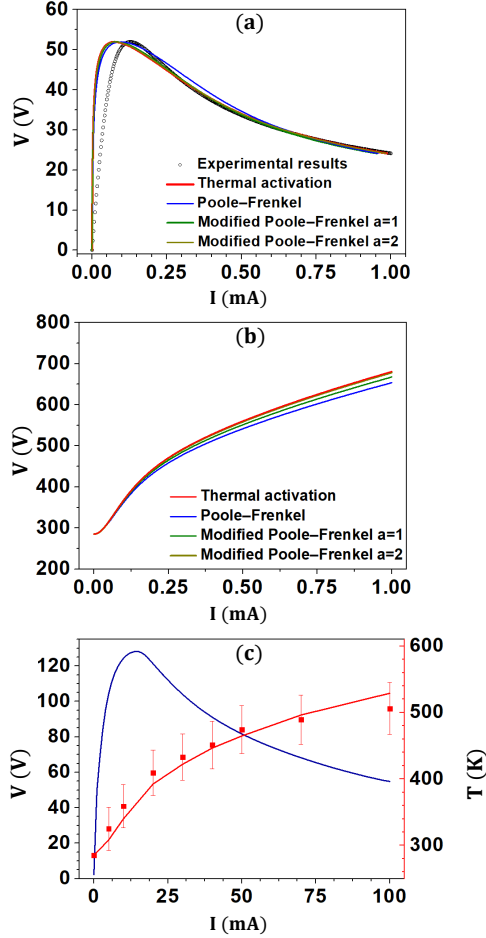 (a)
60
50
40
30
20
10
0
V (V)
Experimental results
Thermal activation
Poole–Frenkel
Modified Poole–Frenkel a=1
Modified Poole–Frenkel a=2
0.00 0.25 0.50 0.75 1.00
I (mA)
(b)
800
700
600
500
400
300
200
V (V)
Thermal activation
Poole–Frenkel
Modified Poole–Frenkel a=1
Modified Poole–Frenkel a=2
0.00 0.25 0.50 0.75 1.00
I (mA)
(c)
120
100
80
60
40
20
0
V (V)
600
500
400
300
T (K)
0 25 50 75 100
I (mA)